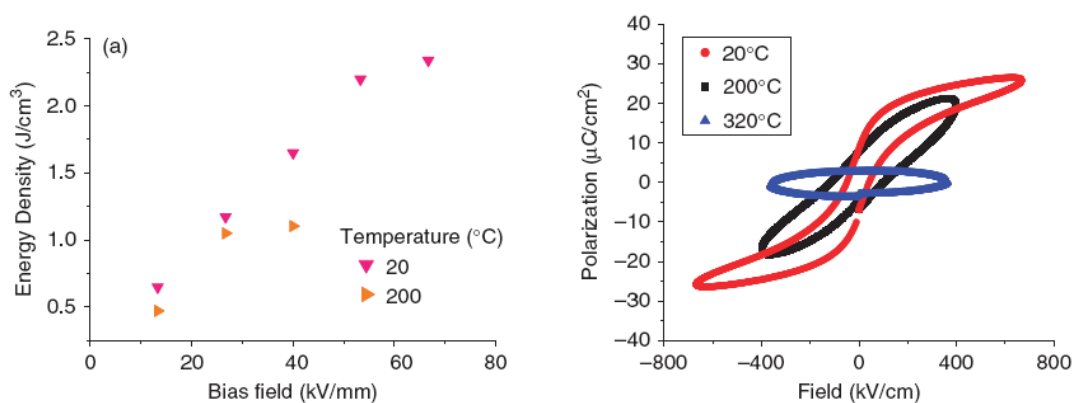 (a)
Energy Density (J/cm³)
2.5
2.0
1.5
1.0
0.5
0
20
40
60
80
Bias field (kV/mm)
Temperature (°C)
20
200
Polarization (μC/cm²)
40
30
20
10
0
−10
−20
−30
−40
−800
−400
0
400
800
Field (kV/cm)
20°C
200°C
320°C